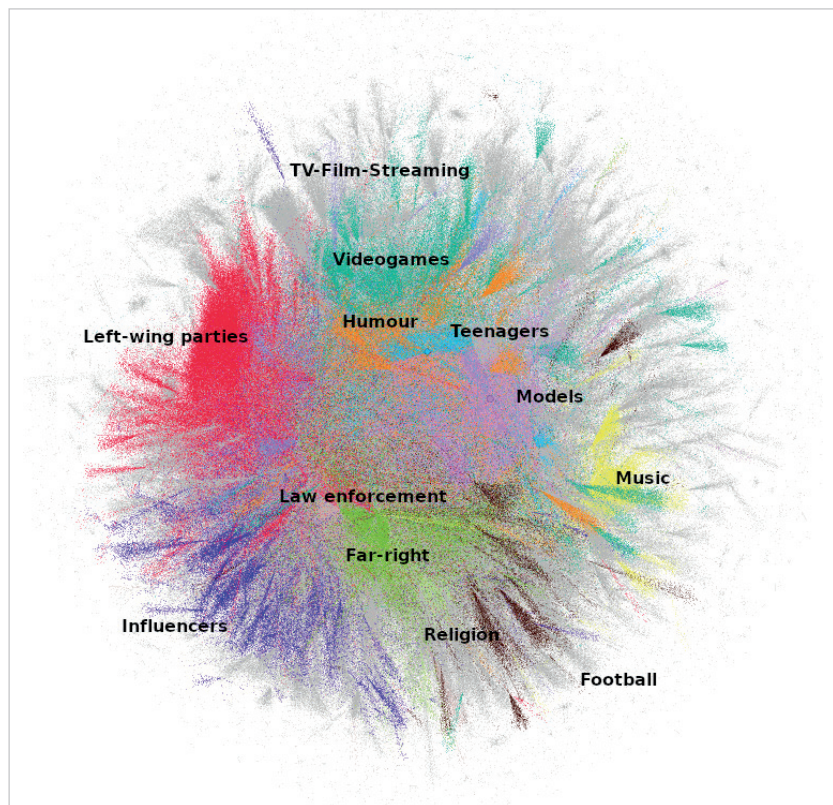 TV-Film-Streaming
Videogames
Humour
Teenagers
Left-wing parties
Models
Music
Law enforcement
Far-right
Influencers
Religion
Football